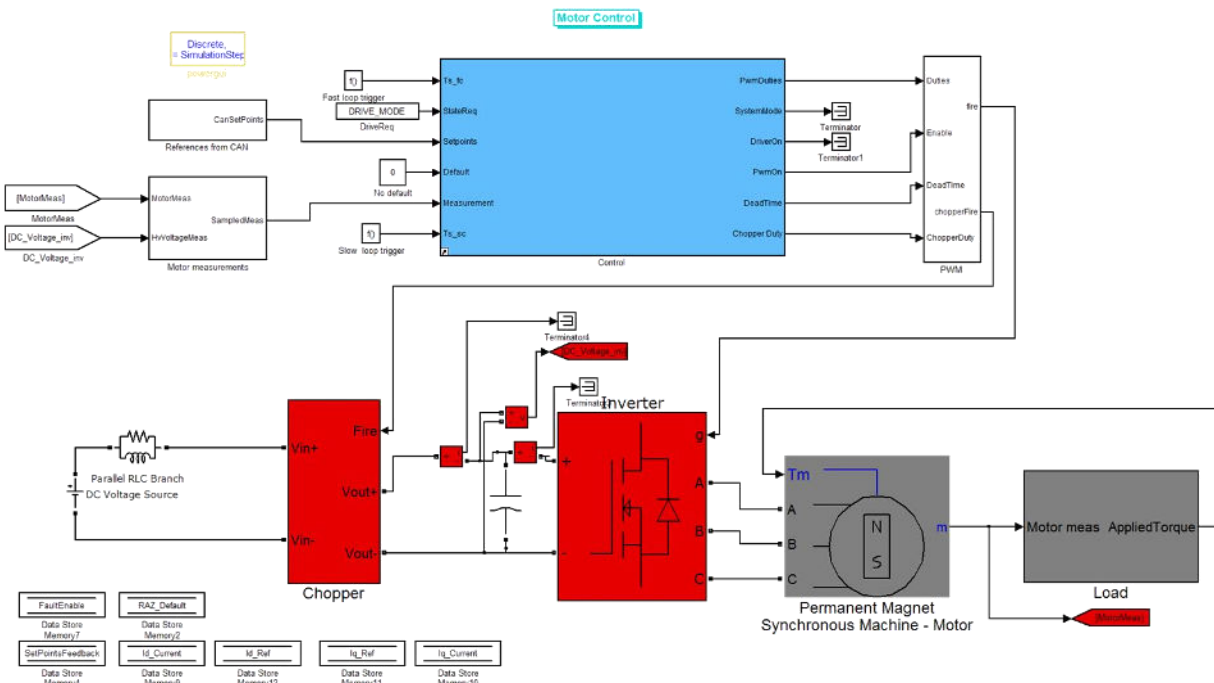 Motor Control
Discrete,
= SimulationStep
powergui
f()
Fast loop trigger
DRIVE_MODE
DriveReq
CanSetPoints
References from CAN
0
No default
[MotorMeas]
MotorMeas
[DC_Voltage_inv]
DC_Voltage_inv
MotorMeas
HvVoltageMeas
SampledMeas
Motor measurements
f()
Slow loop trigger
Ts_fc
StateReq
Setpoints
Default
Measurement
Ts_sc
PwmDuties
SystemMode
DriverOn
PwmOn
DeadTime
Chopper Duty
Control
Terminator
Terminator1
Duties
Enable
DeadTime
ChopperDuty
fire
chopperFire
PWM
Terminator4
[DC_Voltage_inv]
Inverter
g
A
B
C
+
-
Parallel RLC Branch
DC Voltage Source
Vin+
Vin-
Fire
Vout+
Vout-
Chopper
Tm
A
B
C
N
S
m
Permanent Magnet
Synchronous Machine - Motor
Motor meas
AppliedTorque
Load
[MotorMeas]
FaultEnable
Data Store
Memory7
RAZ_Default
Data Store
Memory2
SetPointsFeedback
Data Store
Id_Current
Data Store
Id_Ref
Data Store
Iq_Ref
Data Store
Iq_Current
Data Store